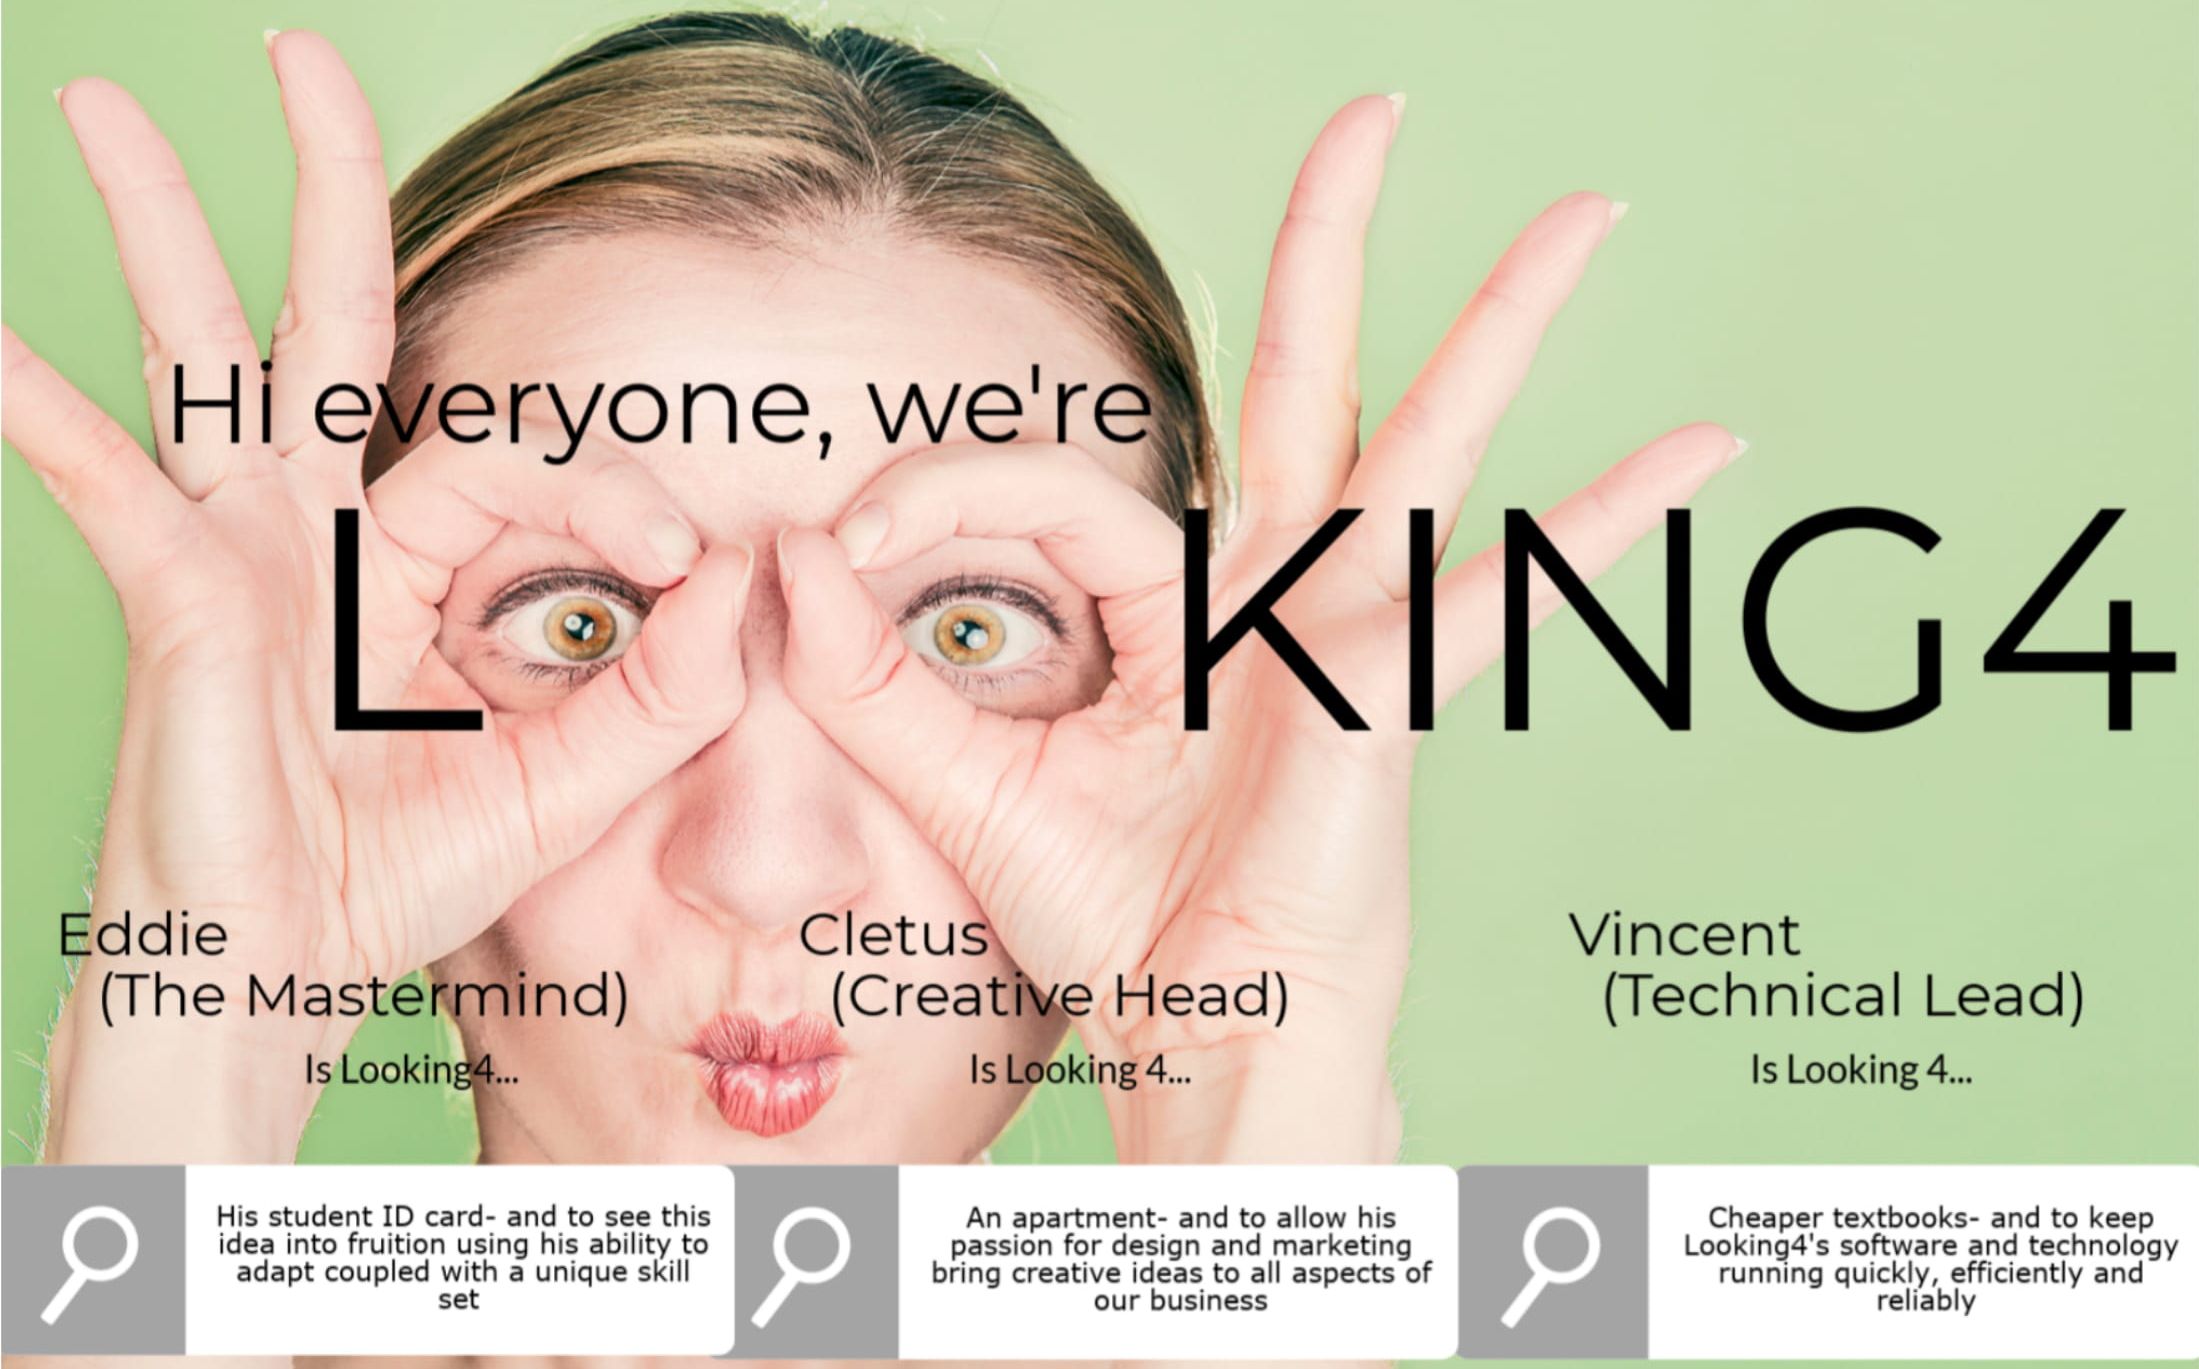 Hi everyone, we're
L KING4
Eddie
(The Mastermind)
Is Looking4...
Cletus
(Creative Head)
Is Looking 4...
Vincent
(Technical Lead)
Is Looking 4...
His student ID card- and to see this
idea into fruition using his ability to
adapt coupled with a unique skill
set
An apartment- and to allow his
passion for design and marketing
bring creative ideas to all aspects of
our business
Cheaper textbooks- and to keep
Looking4's software and technology
running quickly, efficiently and
reliably